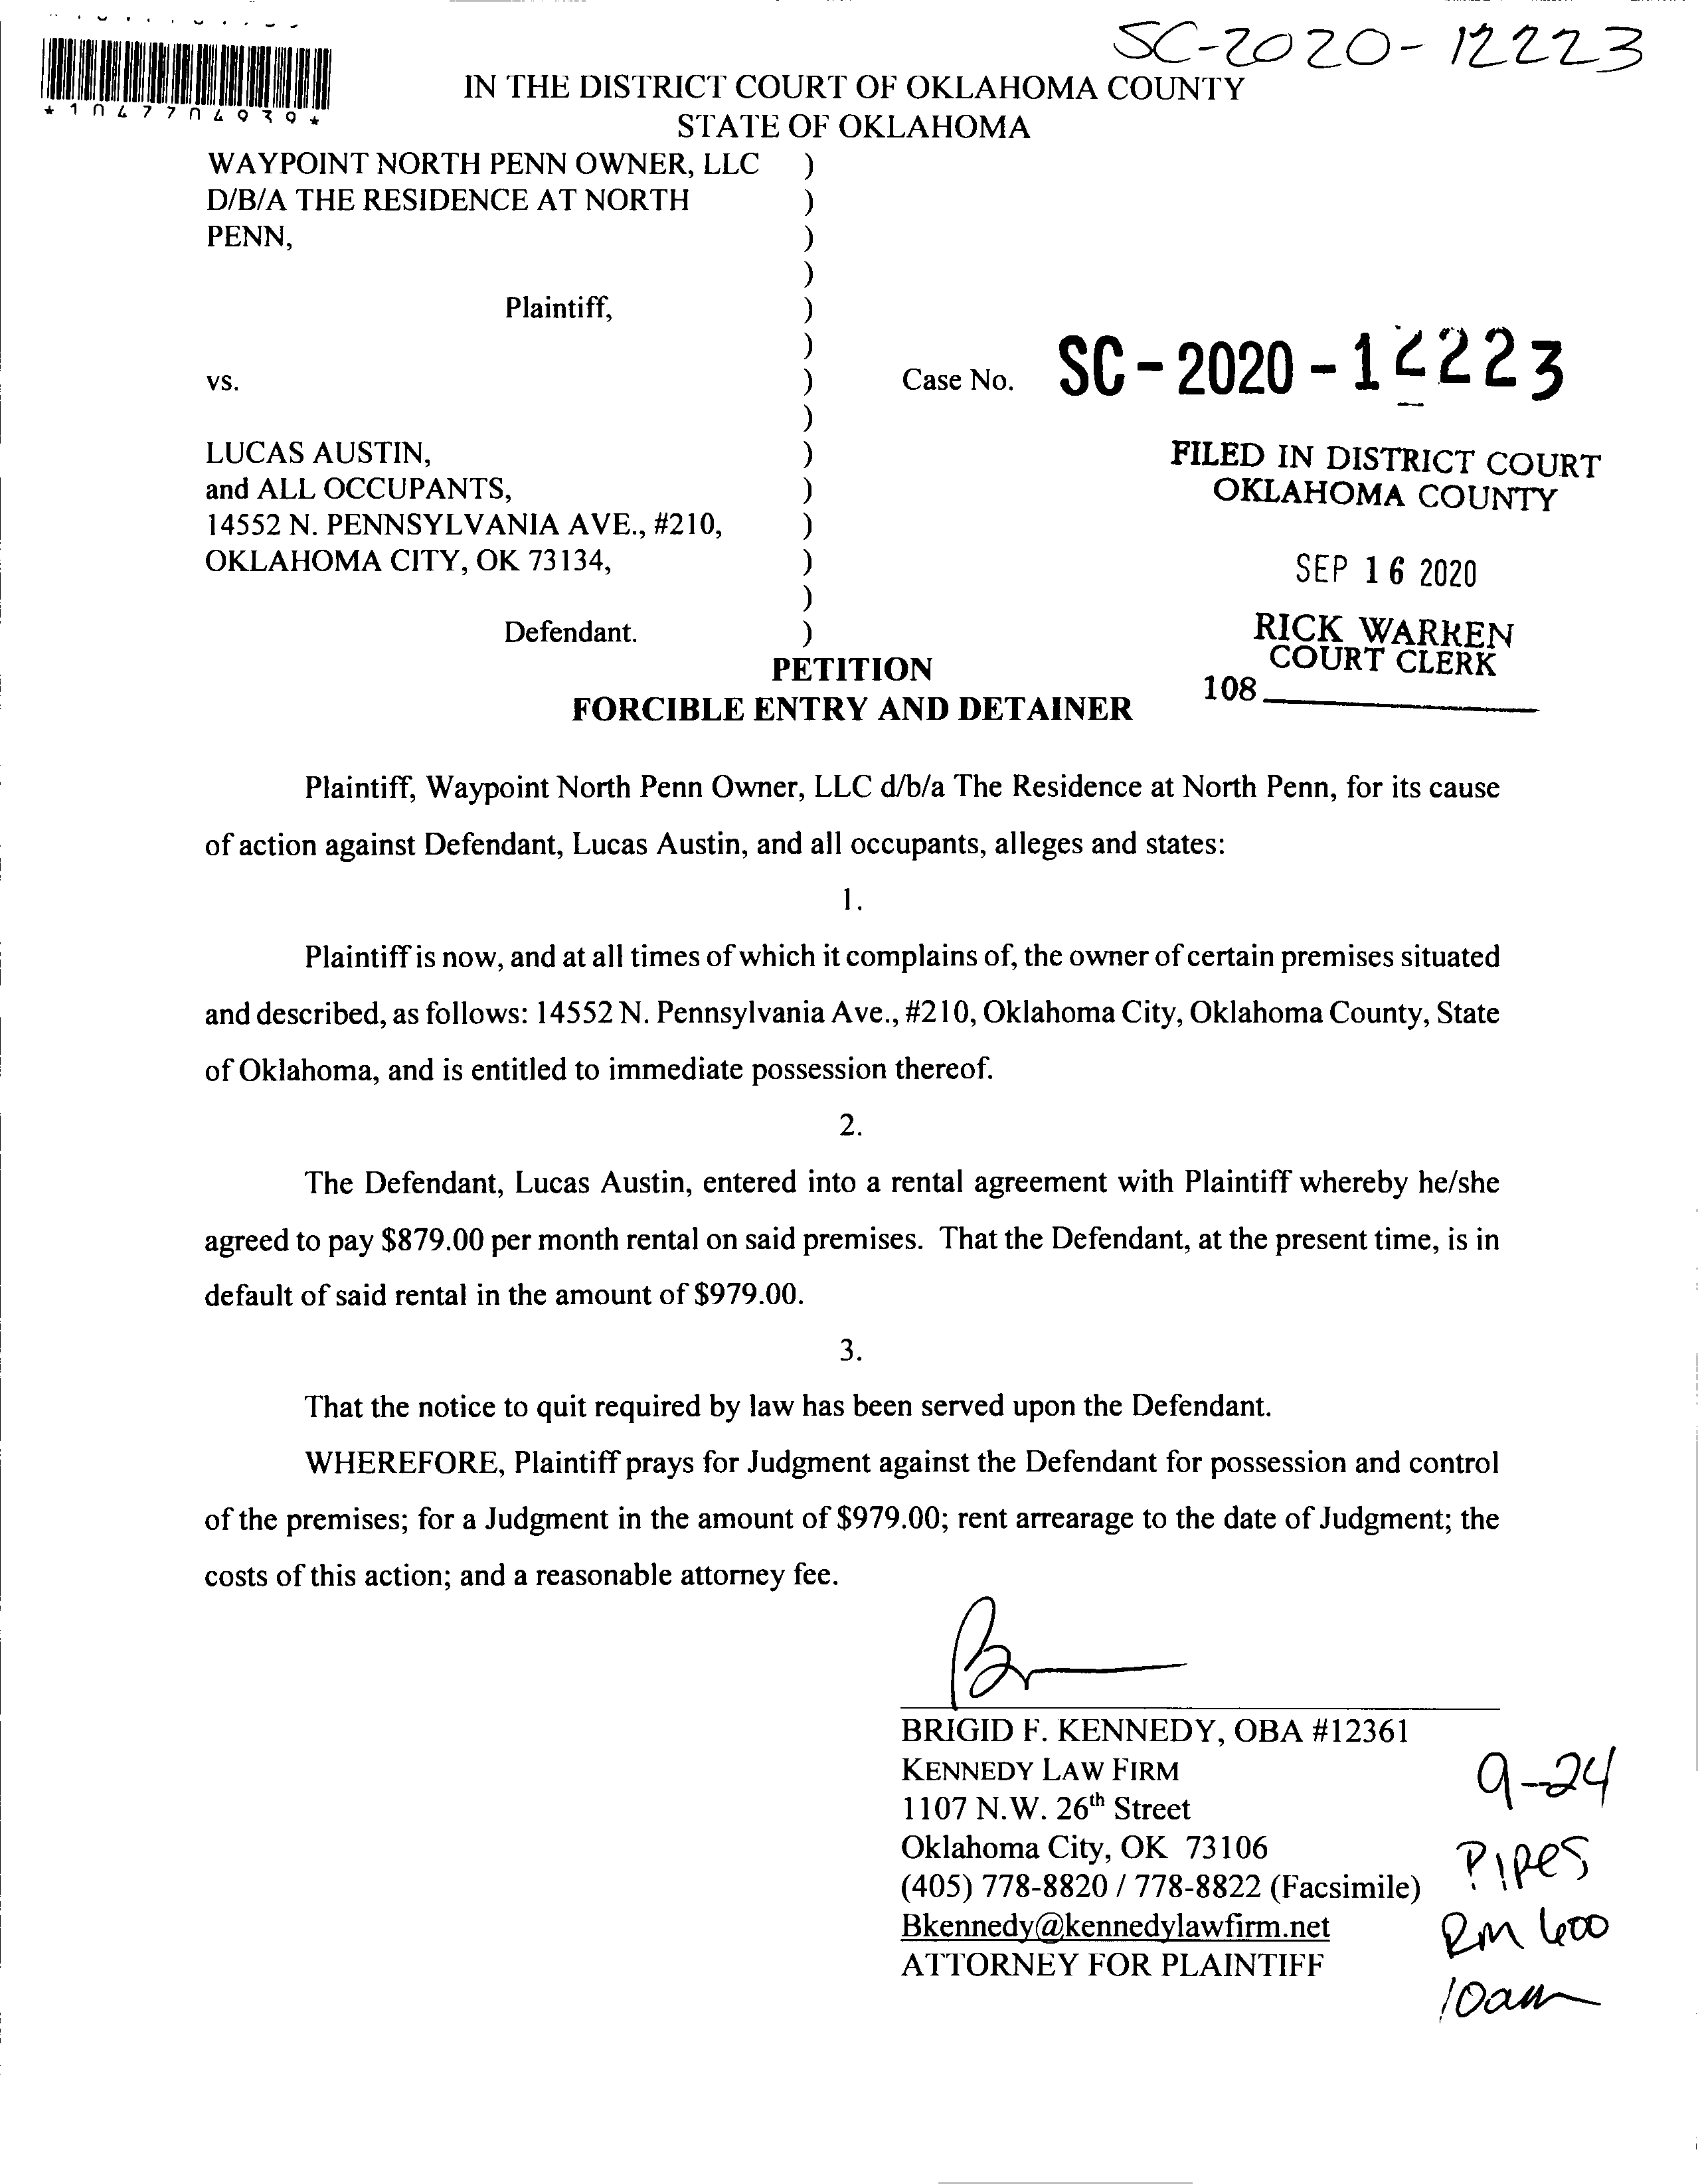 SC-2020-12223
*1047704939*
IN THE DISTRICT COURT OF OKLAHOMA COUNTY
STATE OF OKLAHOMA
WAYPOINT NORTH PENN OWNER, LLC )
D/B/A THE RESIDENCE AT NORTH )
PENN, )
)
Plaintiff, )
)
vs. ) Case No. SC-2020-12223
)
LUCAS AUSTIN, )
and ALL OCCUPANTS, )
14552 N. PENNSYLVANIA AVE., #210, )
OKLAHOMA CITY, OK 73134, )
)
Defendant. )
FILED IN DISTRICT COURT
OKLAHOMA COUNTY
SEP 16 2020
RICK WARREN
COURT CLERK
108
PETITION
FORCIBLE ENTRY AND DETAINER
Plaintiff, Waypoint North Penn Owner, LLC d/b/a The Residence at North Penn, for its cause
of action against Defendant, Lucas Austin, and all occupants, alleges and states:
1.
Plaintiff is now, and at all times of which it complains of, the owner of certain premises situated
and described, as follows: 14552 N. Pennsylvania Ave., #210, Oklahoma City, Oklahoma County, State
of Oklahoma, and is entitled to immediate possession thereof.
2.
The Defendant, Lucas Austin, entered into a rental agreement with Plaintiff whereby he/she
agreed to pay $879.00 per month rental on said premises. That the Defendant, at the present time, is in
default of said rental in the amount of $979.00.
3.
That the notice to quit required by law has been served upon the Defendant.
WHEREFORE, Plaintiff prays for Judgment against the Defendant for possession and control
of the premises; for a Judgment in the amount of $979.00; rent arrearage to the date of Judgment; the
costs of this action; and a reasonable attorney fee.
BRIGID F. KENNEDY, OBA #12361
KENNEDY LAW FIRM
1107 N.W. 26th Street
Oklahoma City, OK 73106
(405) 778-8820 / 778-8822 (Facsimile)
Bkennedy@kennedylawfirm.net
ATTORNEY FOR PLAINTIFF
9-24
Pipes
Rm 600
10am